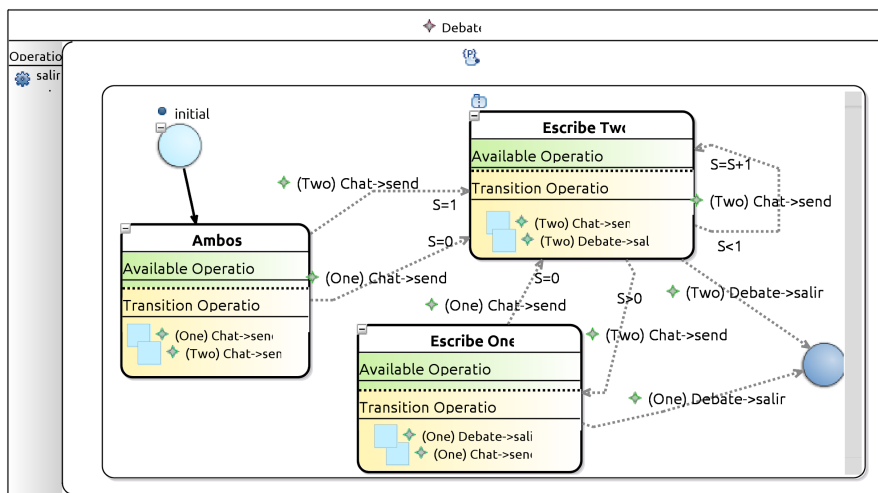 Debate
Operatio
salir
{P}
initial
(Two) Chat->send
S=1
S=0
(One) Chat->send
Ambos
Available Operatio
Transition Operatio
(One) Chat->sen
(Two) Chat->sen
Escribe Two
Available Operatio
Transition Operatio
(Two) Chat->sen
(Two) Debate->sal
S=S+1
(Two) Chat->send
S<1
S=0
(One) Chat->send
S>0
(Two) Debate->salir
(Two) Chat->send
Escribe One
Available Operatio
Transition Operatio
(One) Debate->sali
(One) Chat->sen
(One) Debate->salir